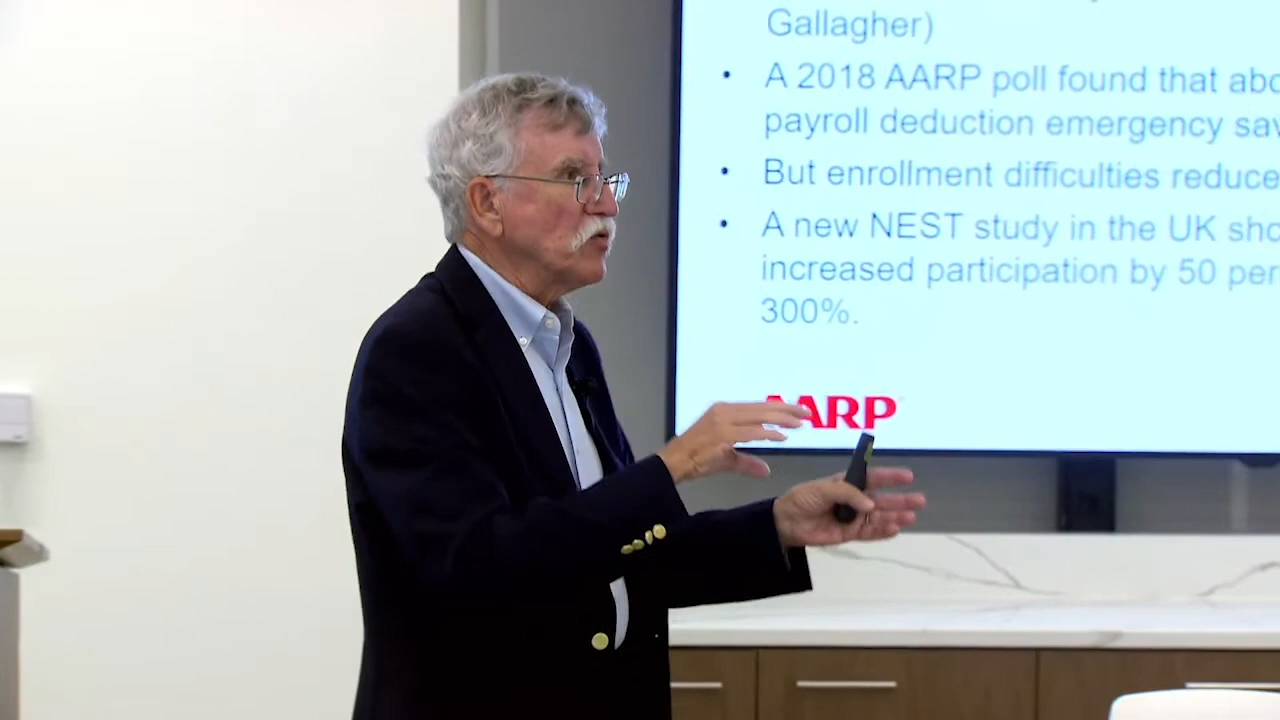 Gallagher)
• A 2018 AARP poll found that abo
payroll deduction emergency sav
• But enrollment difficulties reduce
• A new NEST study in the UK sho
increased participation by 50 per
300%.
AARP